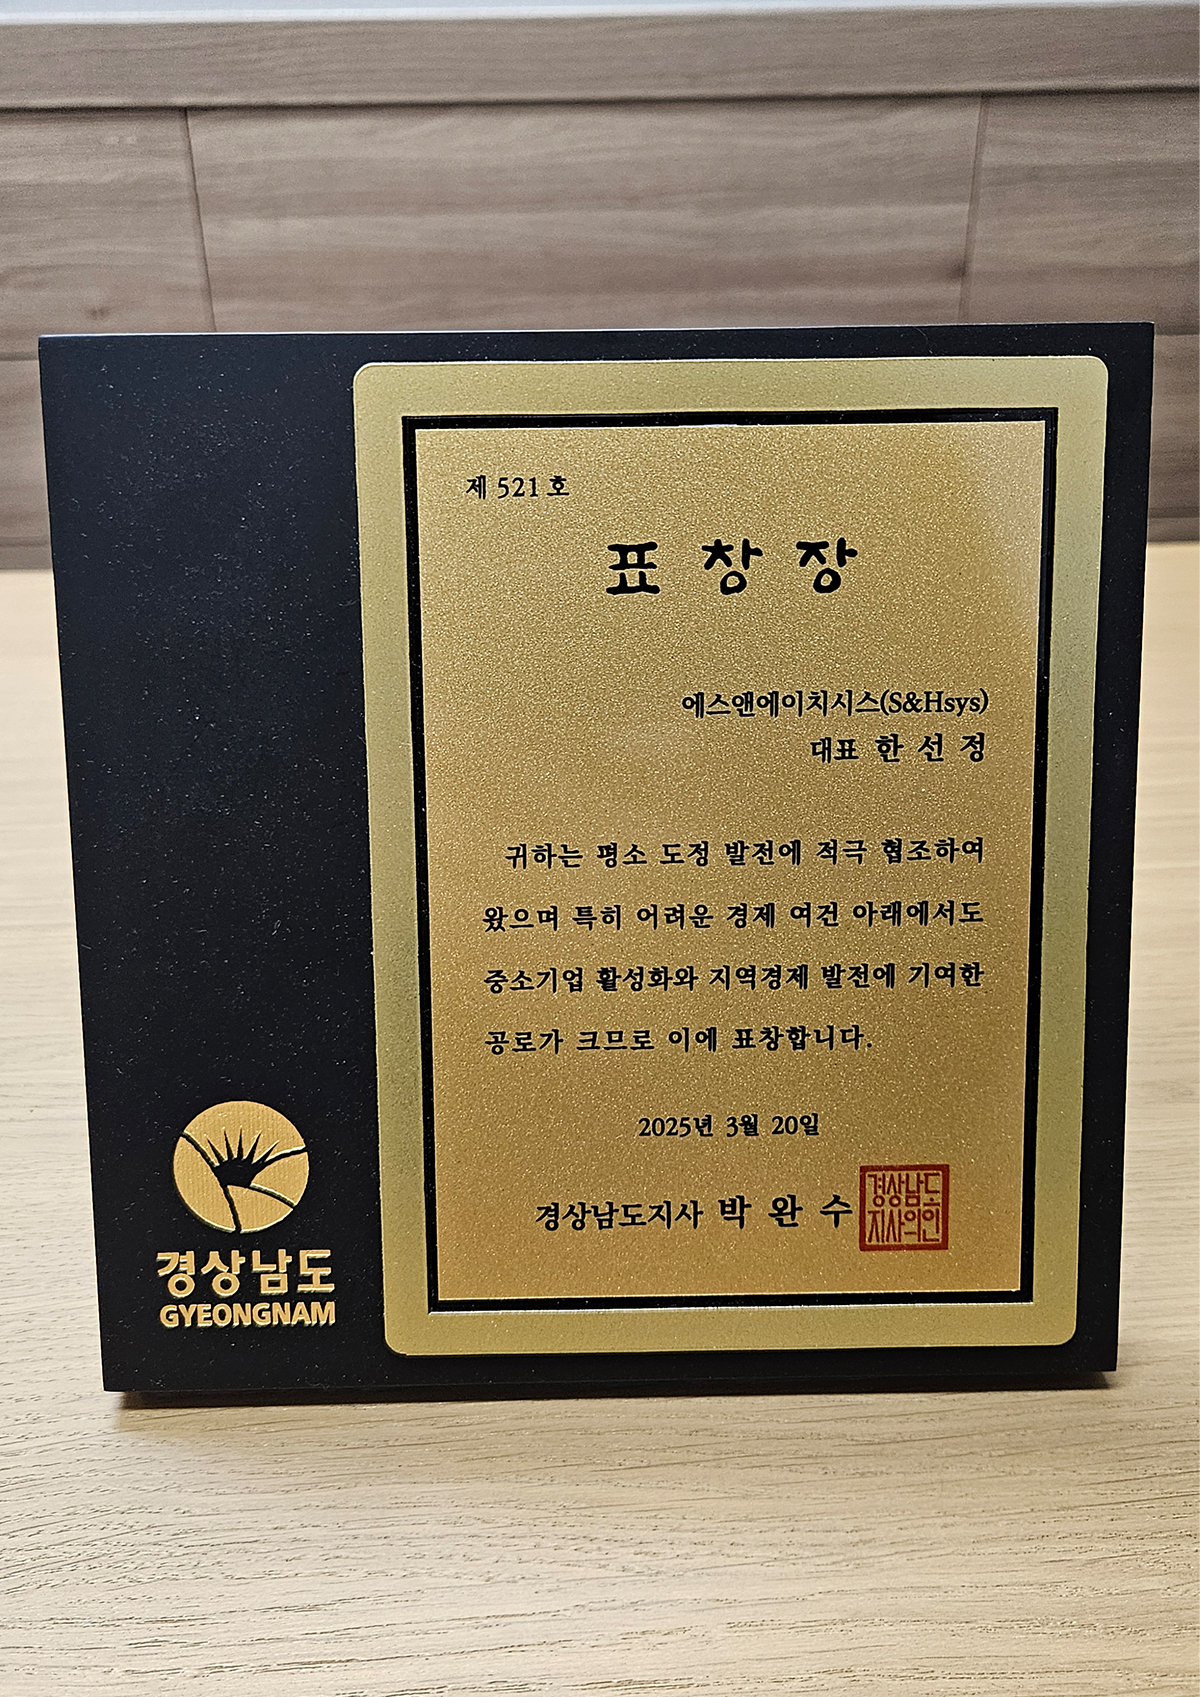 제 521 호
표 창 장
에스앤에이치시스(S&Hsys)
대표 한 선 정
귀하는 평소 도정 발전에 적극 협조하여
왔으며 특히 어려운 경제 여건 아래에서도
중소기업 활성화와 지역경제 발전에 기여한
공로가 크므로 이에 표창합니다.
2025년 3월 20일
경상남도지사 박 완 수
경상남도
지사의인
경상남도
GYEONGNAM